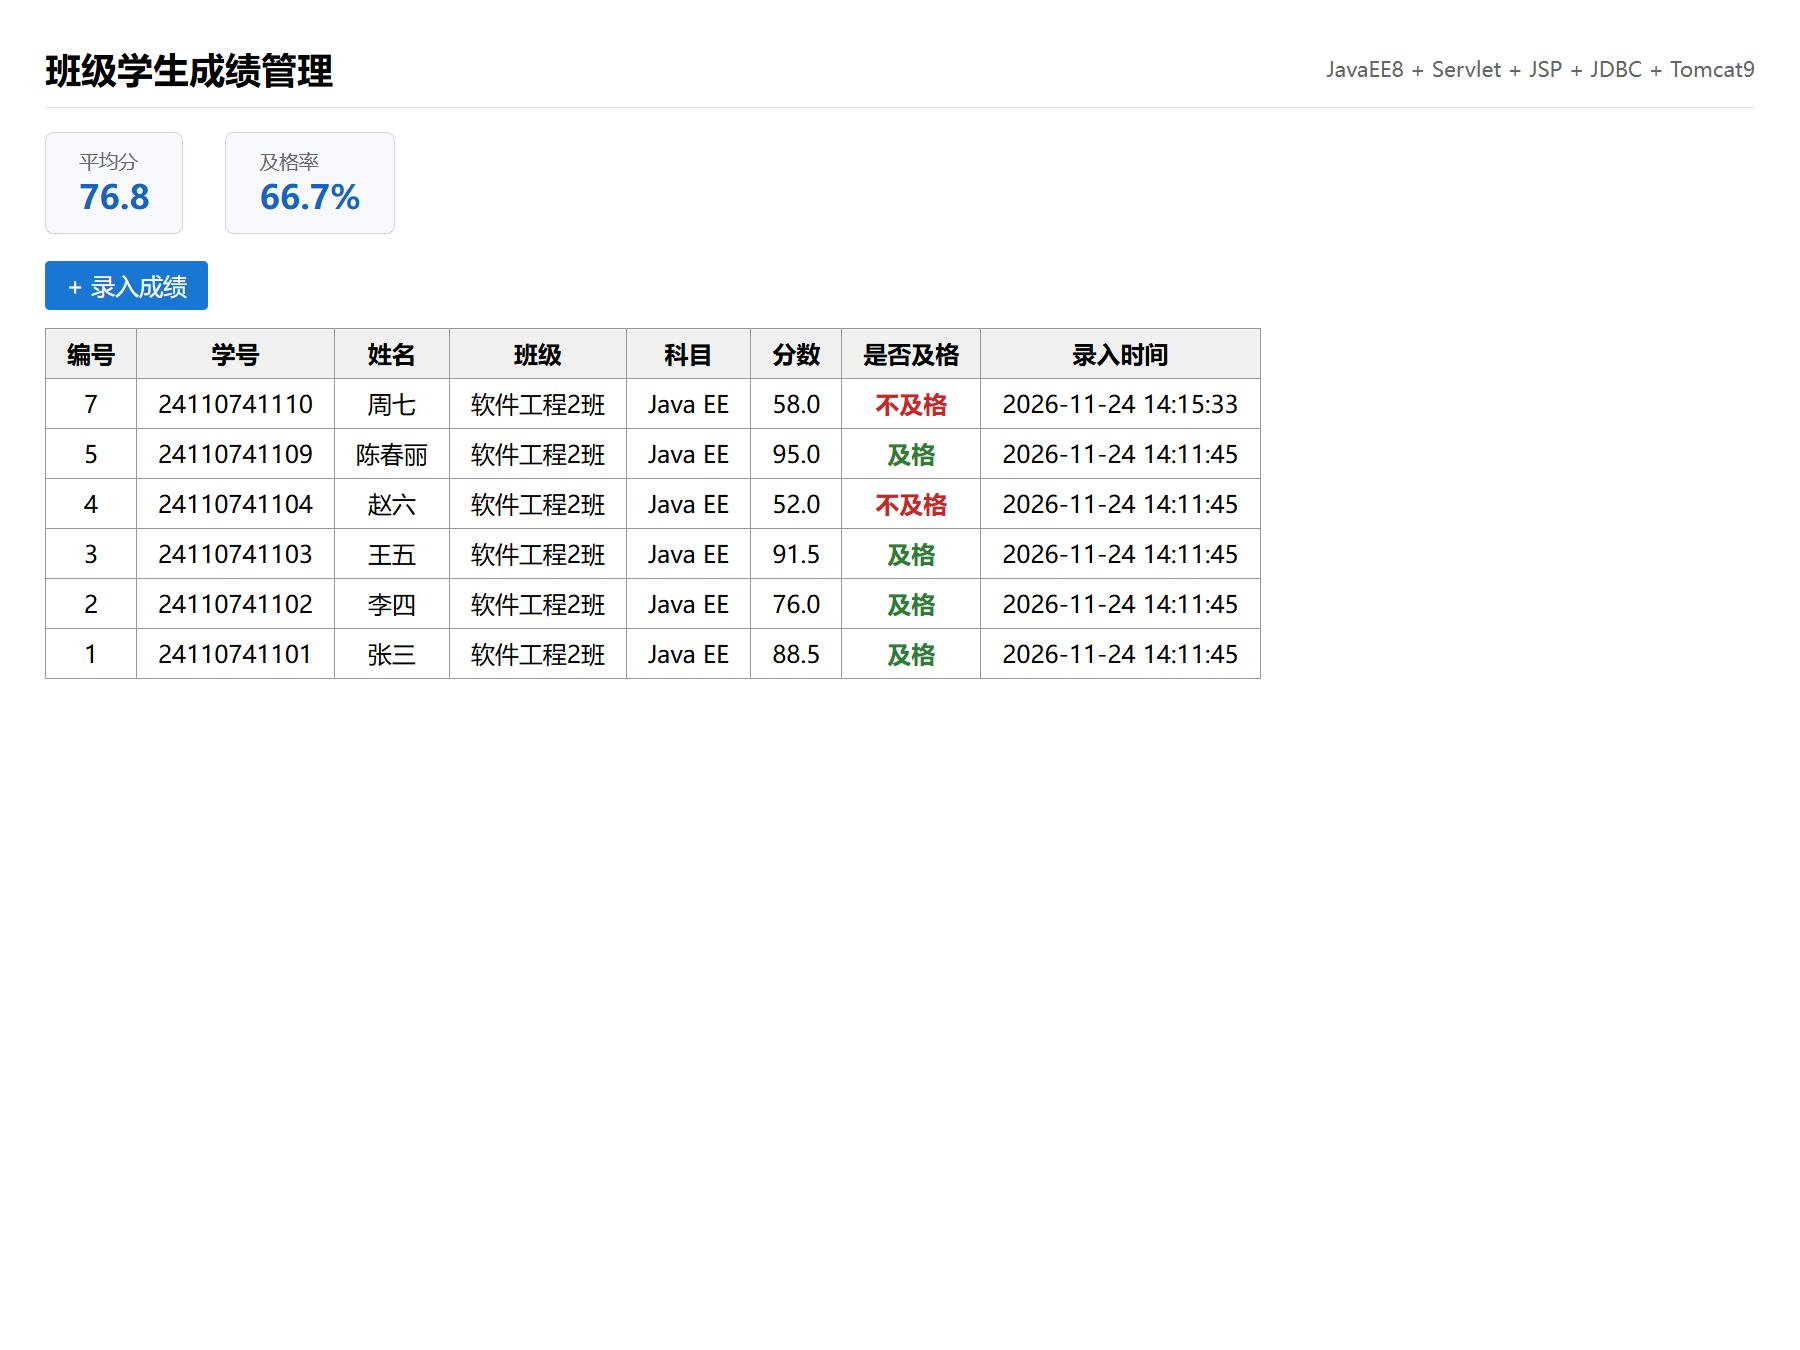 班级学生成绩管理
JavaEE8 + Servlet + JSP + JDBC + Tomcat9
平均分
76.8
及格率
66.7%
+ 录入成绩
编号 学号 姓名 班级 科目 分数 是否及格 录入时间
7 24110741110 周七 软件工程2班 Java EE 58.0 不及格 2026-11-24 14:15:33
5 24110741109 陈春丽 软件工程2班 Java EE 95.0 及格 2026-11-24 14:11:45
4 24110741104 赵六 软件工程2班 Java EE 52.0 不及格 2026-11-24 14:11:45
3 24110741103 王五 软件工程2班 Java EE 91.5 及格 2026-11-24 14:11:45
2 24110741102 李四 软件工程2班 Java EE 76.0 及格 2026-11-24 14:11:45
1 24110741101 张三 软件工程2班 Java EE 88.5 及格 2026-11-24 14:11:45